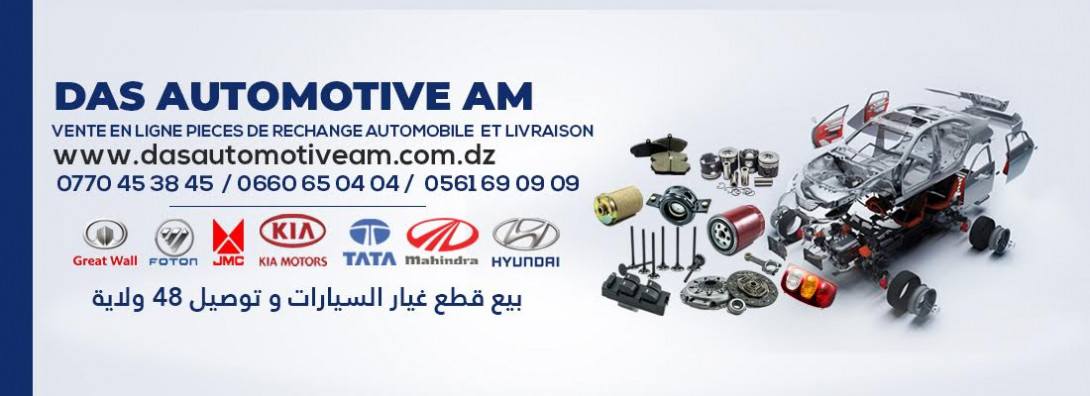 DAS AUTOMOTIVE AM
VENTE EN LIGNE PIECES DE RECHANGE AUTOMOBILE ET LIVRAISON
www.dasautomotiveam.com.dz
0770 45 38 45 / 0660 65 04 04 / 0561 69 09 09
KIA
Great Wall FOTON JMC KIA MOTORS TATA Mahindra HYUNDAI
بيع قطع غيار السيارات و توصيل 48 ولاية